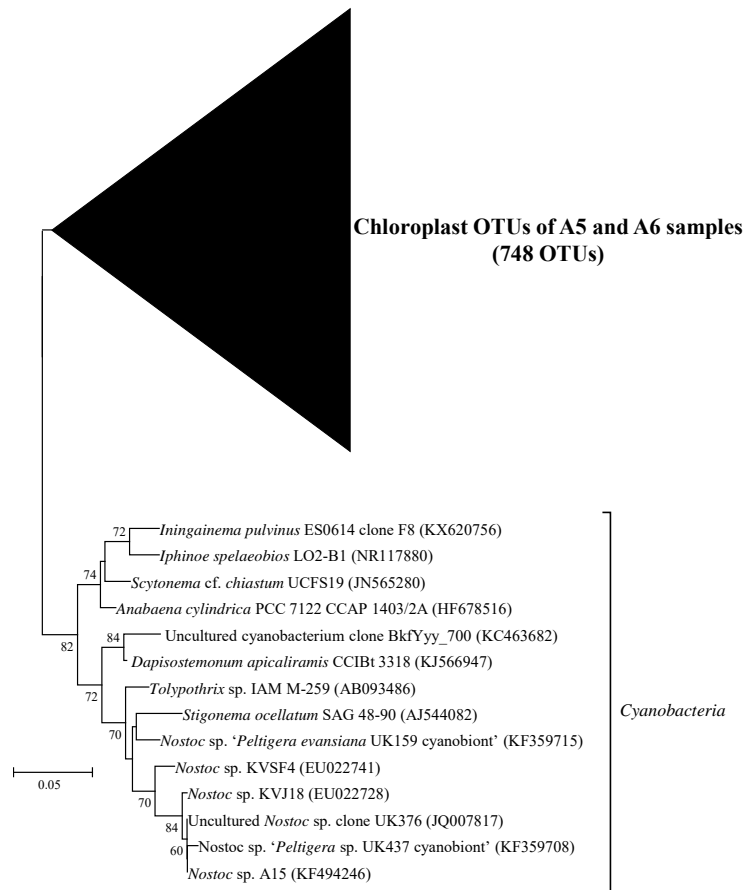 Chloroplast OTUs of A5 and A6 samples
(748 OTUs)
72
Iningainema pulvinus ES0614 clone F8 (KX620756)
Iphinoe spelaeobios LO2-B1 (NR117880)
74
Scytonema cf. chiastum UCFS19 (JN565280)
Anabaena cylindrica PCC 7122 CCAP 1403/2A (HF678516)
82
84
Uncultured cyanobacterium clone BkfYyy_700 (KC463682)
Dapisostemonum apicaliramis CCIBt 3318 (KJ566947)
72
Tolypothrix sp. IAM M-259 (AB093486)
Stigonema ocellatum SAG 48-90 (AJ544082)
70
Nostoc sp. ‘Peltigera evansiana UK159 cyanobiont’ (KF359715)
Nostoc sp. KVSF4 (EU022741)
70
Nostoc sp. KVJ18 (EU022728)
84
Uncultured Nostoc sp. clone UK376 (JQ007817)
60
Nostoc sp. ‘Peltigera sp. UK437 cyanobiont’ (KF359708)
Nostoc sp. A15 (KF494246)
Cyanobacteria
0.05